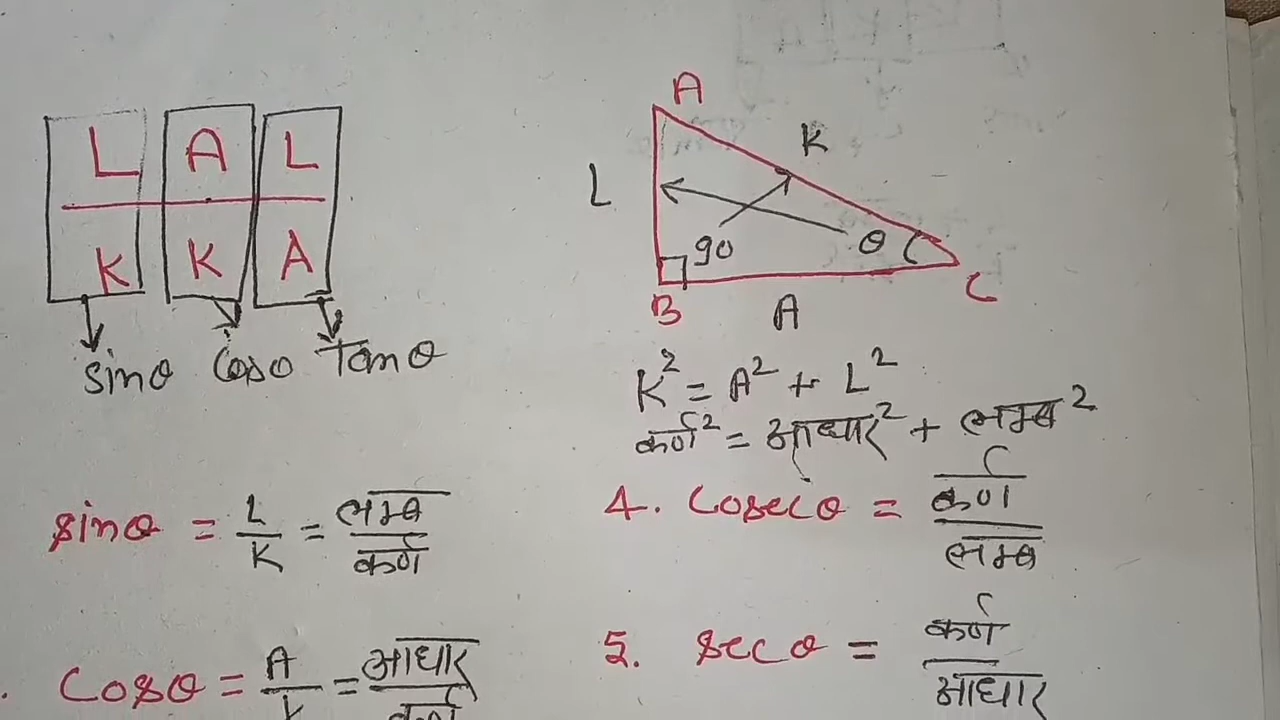 L A L
K K A
sinθ Cosθ Tanθ
A
K
L
90 θ
B A C
K² = A² + L²
कर्ण² = आधार² + लम्ब²
sinθ = L/K = लम्ब/कर्ण
4. Cosecθ = कर्ण/लम्ब
Cosθ = A/K = आधार/कर्ण
5. secθ = कर्ण/आधार